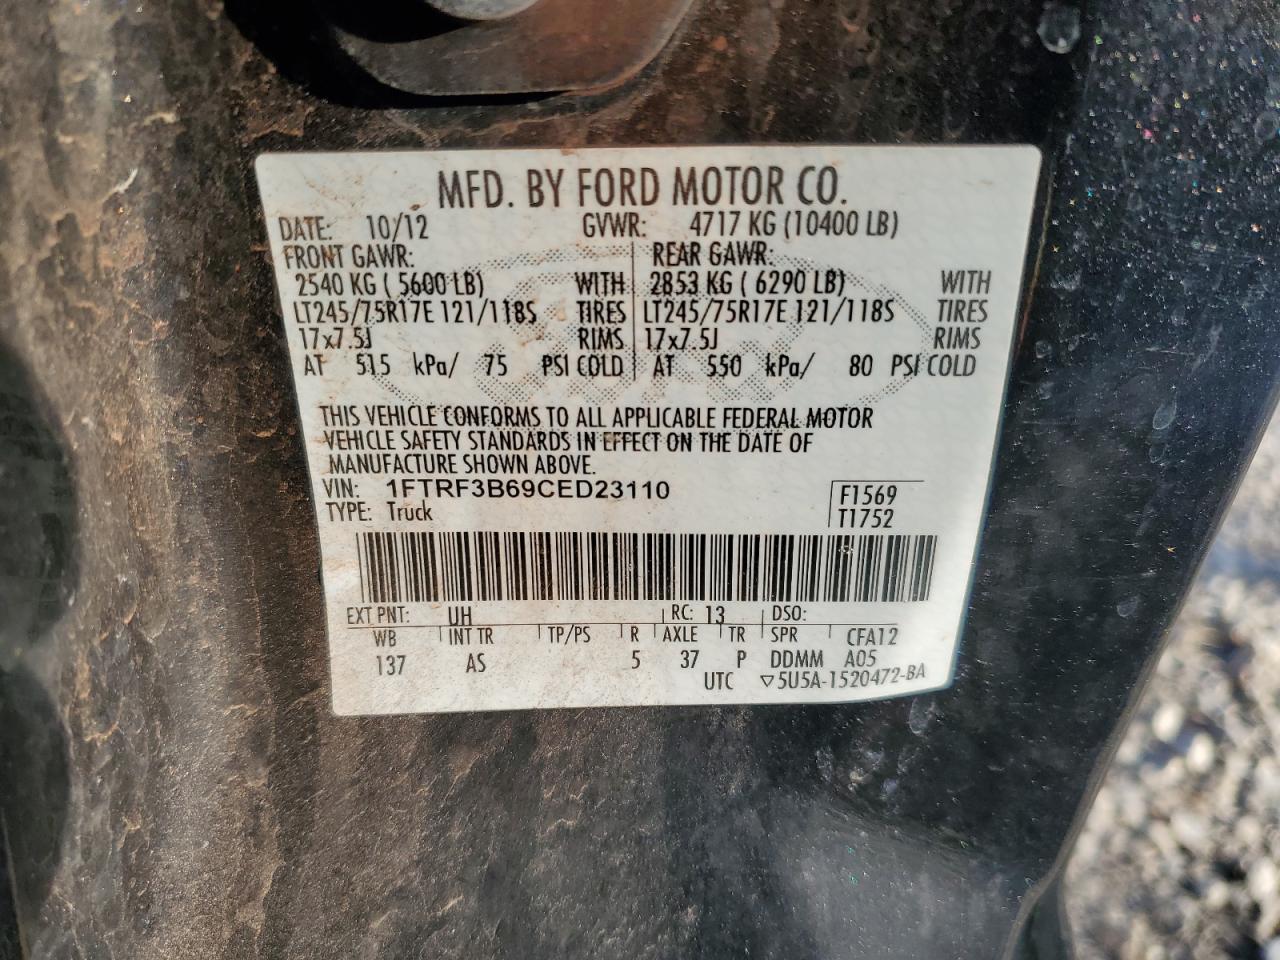 MFD. BY FORD MOTOR CO.
DATE: 10/12 GVWR: 4717 KG (10400 LB)
FRONT GAWR: REAR GAWR:
2540 KG ( 5600 LB) WITH 2853 KG ( 6290 LB) WITH
LT245/75R17E 121/118S TIRES LT245/75R17E 121/118S TIRES
17x7.5J RIMS 17x7.5J RIMS
AT 515 kPa/ 75 PSI COLD AT 550 kPa/ 80 PSI COLD
THIS VEHICLE CONFORMS TO ALL APPLICABLE FEDERAL MOTOR
VEHICLE SAFETY STANDARDS IN EFFECT ON THE DATE OF
MANUFACTURE SHOWN ABOVE.
VIN: 1FTRF3B69CED23110 F1569
TYPE: Truck T1752
EXT PNT: UH RC: 13 DSO:
WB INT TR TP/PS R AXLE TR SPR CFA12
137 AS 5 37 P DDMM A05
UTC ▽5U5A-1520472-BA